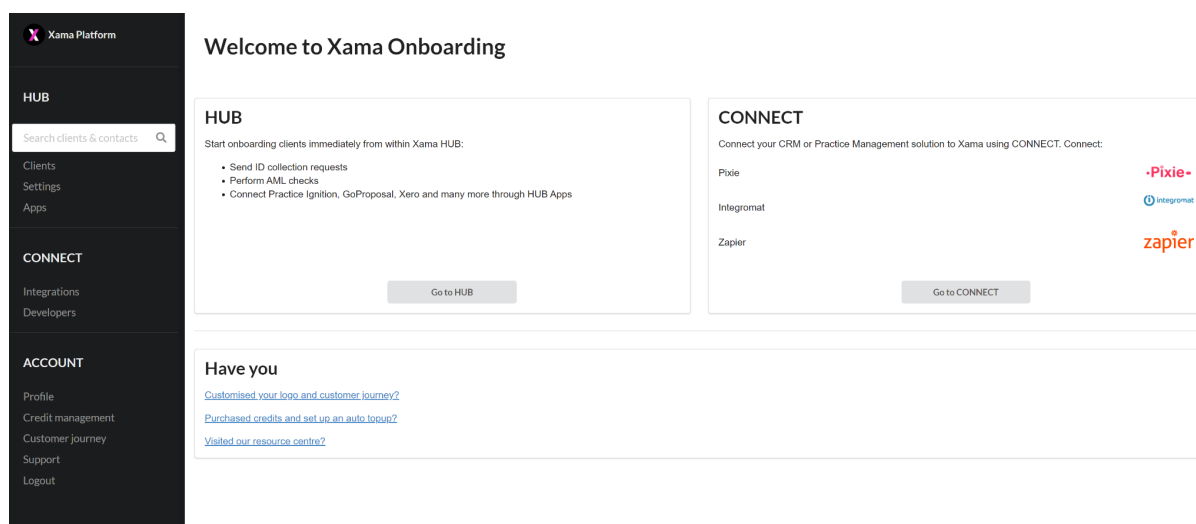 Xama Platform
HUB
Search clients & contacts
Clients
Settings
Apps
CONNECT
Integrations
Developers
ACCOUNT
Profile
Credit management
Customer journey
Support
Logout
Welcome to Xama Onboarding
HUB
Start onboarding clients immediately from within Xama HUB:
• Send ID collection requests
• Perform AML checks
• Connect Practice Ignition, GoProposal, Xero and many more through HUB Apps
Go to HUB
CONNECT
Connect your CRM or Practice Management solution to Xama using CONNECT. Connect:
Pixie
·Pixie-
Integromat
integromat
Zapier
zapier
Go to CONNECT
Have you
Customised your logo and customer journey?
Purchased credits and set up an auto topup?
Visited our resource centre?